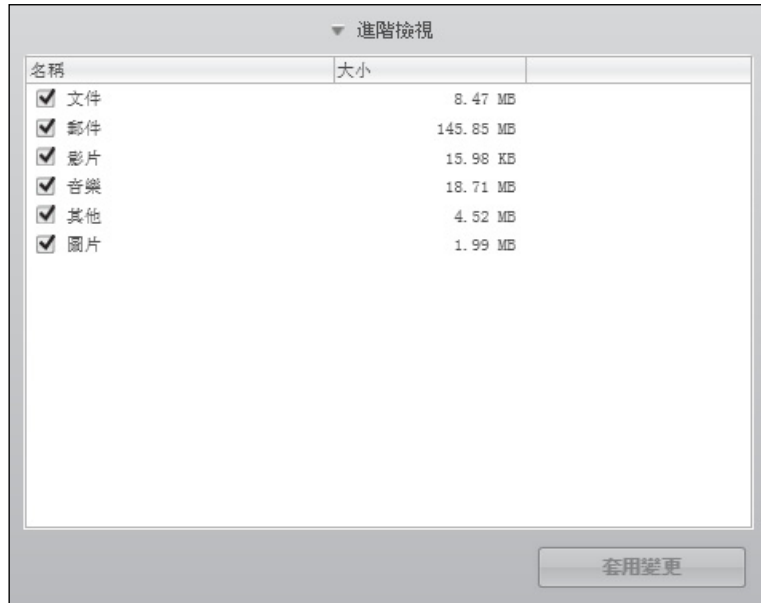 ▼ 進階檢視
名稱 大小
文件 8.47 MB
郵件 145.85 MB
影片 15.98 KB
音樂 18.71 MB
其他 4.52 MB
圖片 1.99 MB
套用變更